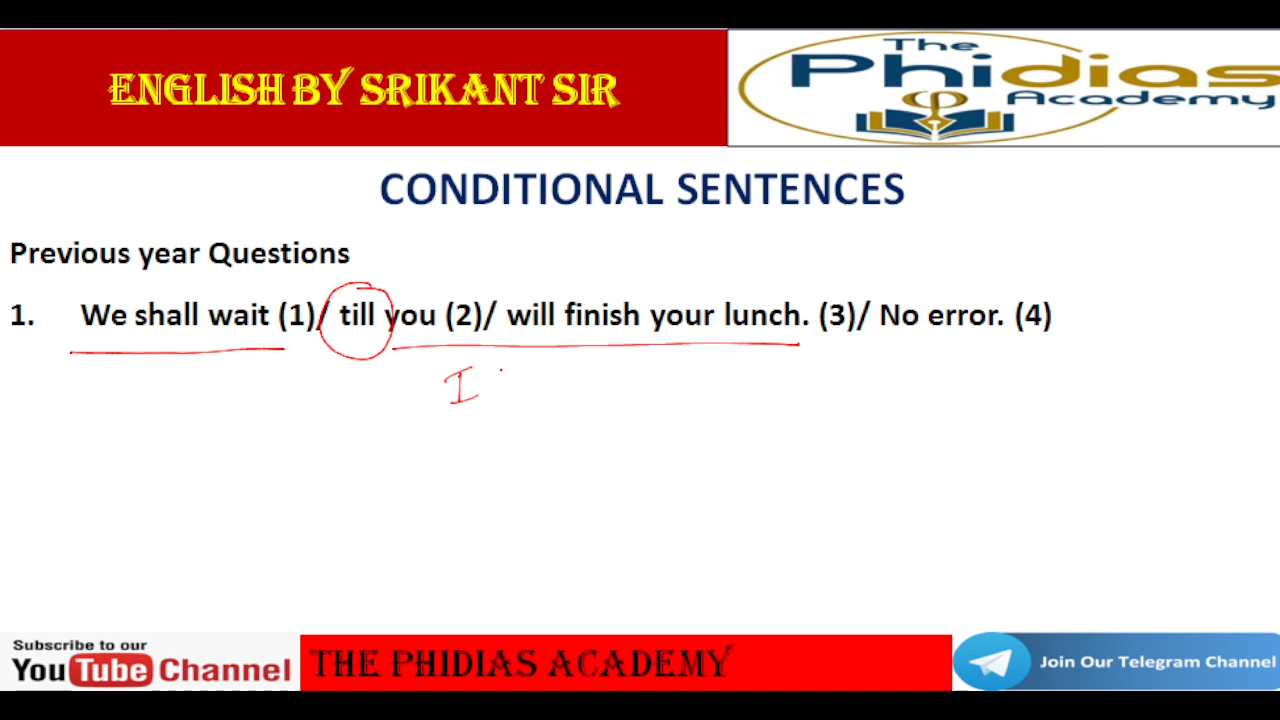 ENGLISH BY SRIKANT SIR
The
Phidias
Academy
CONDITIONAL SENTENCES
Previous year Questions
1. We shall wait (1)/ till you (2)/ will finish your lunch. (3)/ No error. (4)
I
Subscribe to our
YouTube Channel
THE PHIDIAS ACADEMY
Join Our Telegram Channel